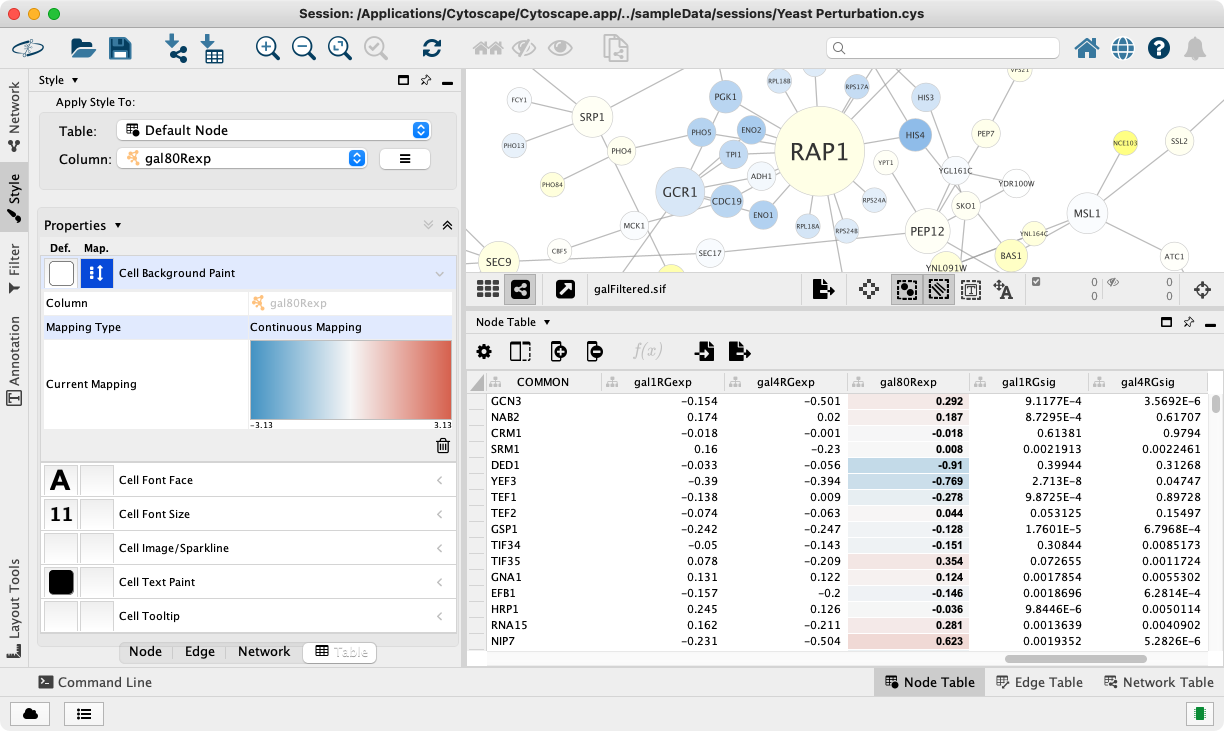 Session: /Applications/Cytoscape/Cytoscape.app/../sampleData/sessions/Yeast Perturbation.cys
Network
Style
Filter
Annotation
Layout Tools
Style
Apply Style To:
Table: Default Node
Column: gal80Rexp
Properties
Def. Map.
Cell Background Paint
Column gal80Rexp
Mapping Type Continuous Mapping
Current Mapping
-3.13 3.13
A Cell Font Face
11 Cell Font Size
Cell Image/Sparkline
Cell Text Paint
Cell Tooltip
Node Edge Network Table
VPS21
RPL18B
RPS17A
FCY1
PGK1
HIS3
SRP1
PHO5
ENO2
HIS4
PEP7
NCE103
SSL2
PHO13
PHO4
TPI1
RAP1
YPT1
YGL161C
ADH1
PHO84
GCR1
CDC19
YDR100W
RPS24A
SKO1
ENO1
MSL1
MCK1
RPL18A
RPS24B
PEP12
YNL164C
CBF5
SEC17
BAS1
ATC1
SEC9
YNL091W
galFiltered.sif
0 0
0 0
Node Table
f(x)
COMMON gal1RGexp gal4RGexp gal80Rexp gal1RGsig gal4RGsig
GCN3 -0.154 -0.501 0.292 9.1177E-4 3.5692E-6
NAB2 0.174 0.02 0.187 8.7295E-4 0.61707
CRM1 -0.018 -0.001 -0.018 0.61381 0.9794
SRM1 0.16 -0.23 0.008 0.0021913 0.0022461
DED1 -0.033 -0.056 -0.91 0.39944 0.31268
YEF3 -0.39 -0.394 -0.769 2.713E-8 0.04747
TEF1 -0.138 0.009 -0.278 9.8725E-4 0.89728
TEF2 -0.074 -0.063 0.044 0.053125 0.15497
GSP1 -0.242 -0.247 -0.128 1.7601E-5 6.7968E-4
TIF34 -0.05 -0.143 -0.151 0.30844 0.0085173
TIF35 0.078 -0.209 0.354 0.072655 0.0011724
GNA1 0.131 0.122 0.124 0.0017854 0.0055302
EFB1 -0.157 -0.2 -0.146 0.0018696 6.2814E-4
HRP1 0.245 0.126 -0.036 9.8446E-6 0.0050114
RNA15 0.162 -0.211 0.281 0.0013639 0.0040902
NIP7 -0.231 -0.504 0.623 0.0019352 5.2826E-6
Command Line
Node Table Edge Table Network Table